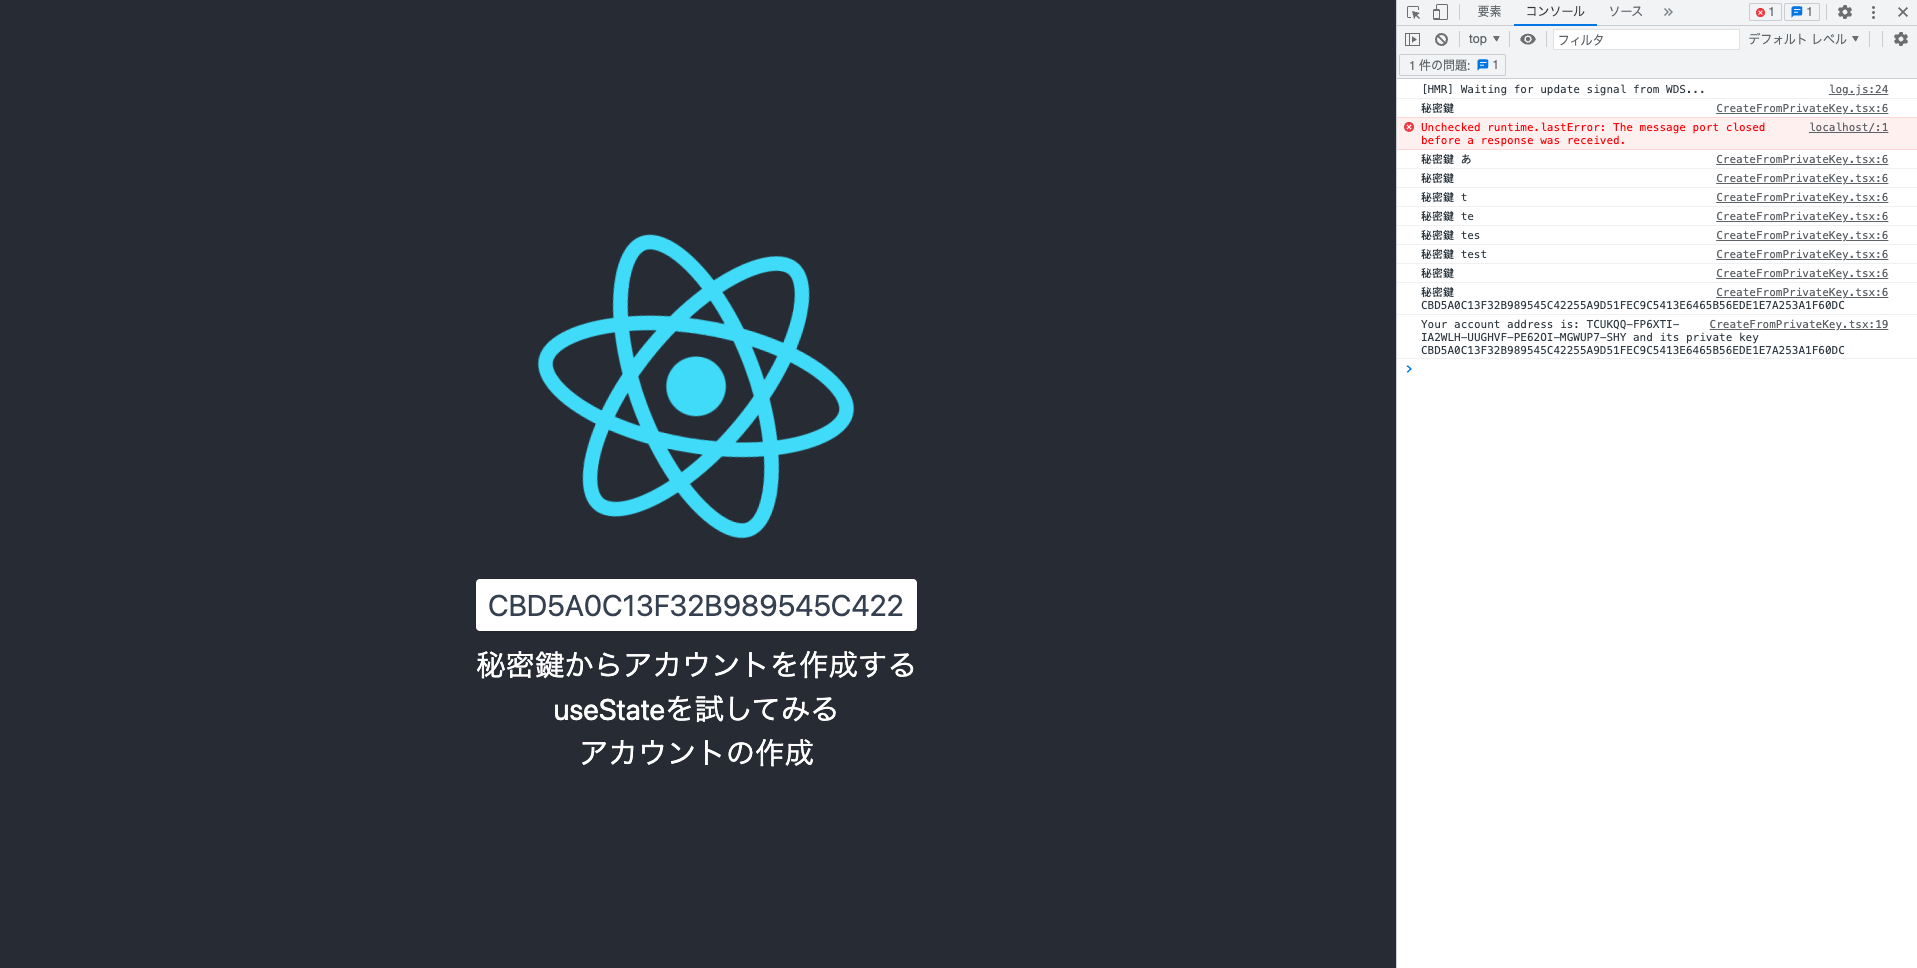 CBD5A0C13F32B989545C422
秘密鍵からアカウントを作成する
useStateを試してみる
アカウントの作成
要素 コンソール ソース » 1 1
top ▼ フィルタ デフォルト レベル ▼
1 件の問題: 1
[HMR] Waiting for update signal from WDS... log.js:24
秘密鍵 CreateFromPrivateKey.tsx:6
Unchecked runtime.lastError: The message port closed localhost/:1
before a response was received.
秘密鍵 あ CreateFromPrivateKey.tsx:6
秘密鍵 CreateFromPrivateKey.tsx:6
秘密鍵 t CreateFromPrivateKey.tsx:6
秘密鍵 te CreateFromPrivateKey.tsx:6
秘密鍵 tes CreateFromPrivateKey.tsx:6
秘密鍵 test CreateFromPrivateKey.tsx:6
秘密鍵 CreateFromPrivateKey.tsx:6
秘密鍵 CreateFromPrivateKey.tsx:6
CBD5A0C13F32B989545C42255A9D51FEC9C5413E6465B56EDE1E7A253A1F60DC
Your account address is: TCUKQQ-FP6XTI- CreateFromPrivateKey.tsx:19
IA2WLH-UUGHVF-PE62OI-MGWUP7-SHY and its private key
CBD5A0C13F32B989545C42255A9D51FEC9C5413E6465B56EDE1E7A253A1F60DC